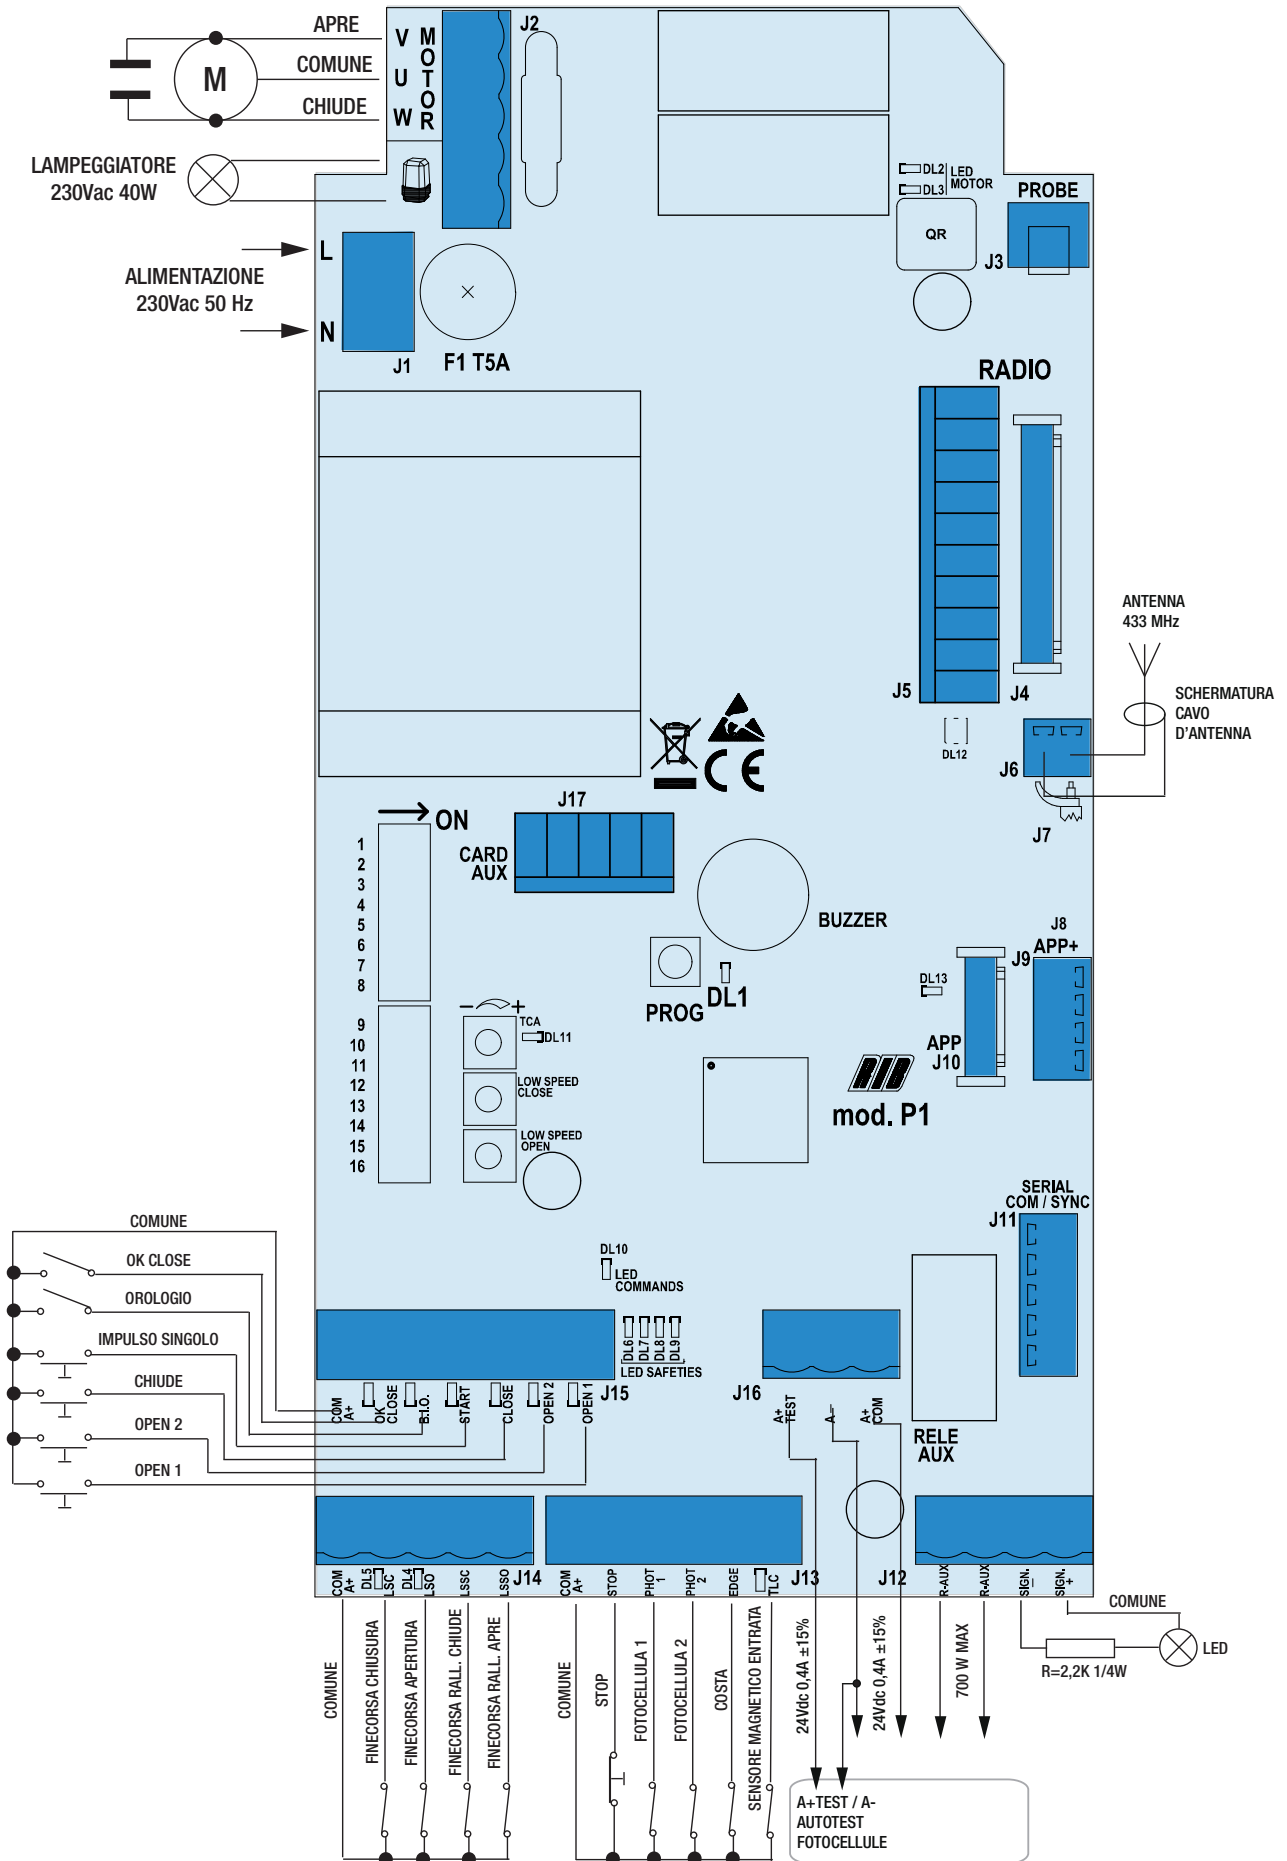 APRE
COMUNE
CHIUDE
M
V
U
W
MOTOR
J2
LAMPEGGIATORE
230Vac 40W
DL2
DL3
LED
MOTOR
PROBE
QR
J3
L
ALIMENTAZIONE
230Vac 50 Hz
N
J1
F1 T5A
RADIO
J5
J4
ANTENNA
433 MHz
SCHERMATURA
CAVO
D'ANTENNA
DL12
J6
J7
CE
J17
CARD
AUX
ON
1
2
3
4
5
6
7
8
9
10
11
12
13
14
15
16
BUZZER
PROG
DL1
J8
APP+
J9
DL13
APP
J10
- +
TCA
DL11
LOW SPEED
CLOSE
LOW SPEED
OPEN
BIB
mod. P1
SERIAL
COM / SYNC
J11
COMUNE
OK CLOSE
OROLOGIO
IMPULSO SINGOLO
CHIUDE
OPEN 2
OPEN 1
DL10
LED
COMMANDS
DL6
DL7
DL8
DL9
LED SAFETIES
J15
COM
A+
OK
CLOSE
B.I.O.
START
CLOSE
OPEN 2
OPEN 1
J16
A+
TEST
A-
A+
COM
RELE
AUX
J14
COM
A+
DL5
LSC
DL4
LSO
LSSC
LSSO
J13
COM
A+
STOP
PHOT
1
PHOT
2
EDGE
TLC
J12
R-AUX
R-AUX
SIGN.
-
SIGN.
+
COMUNE
LED
R=2,2K 1/4W
COMUNE
FINECORSA CHIUSURA
FINECORSA APERTURA
FINECORSA RALL. CHIUDE
FINECORSA RALL. APRE
COMUNE
STOP
FOTOCELLULA 1
FOTOCELLULA 2
COSTA
SENSORE MAGNETICO ENTRATA
24Vdc 0,4A ±15%
24Vdc 0,4A ±15%
700 W MAX
A+TEST / A-
AUTOTEST
FOTOCELLULE